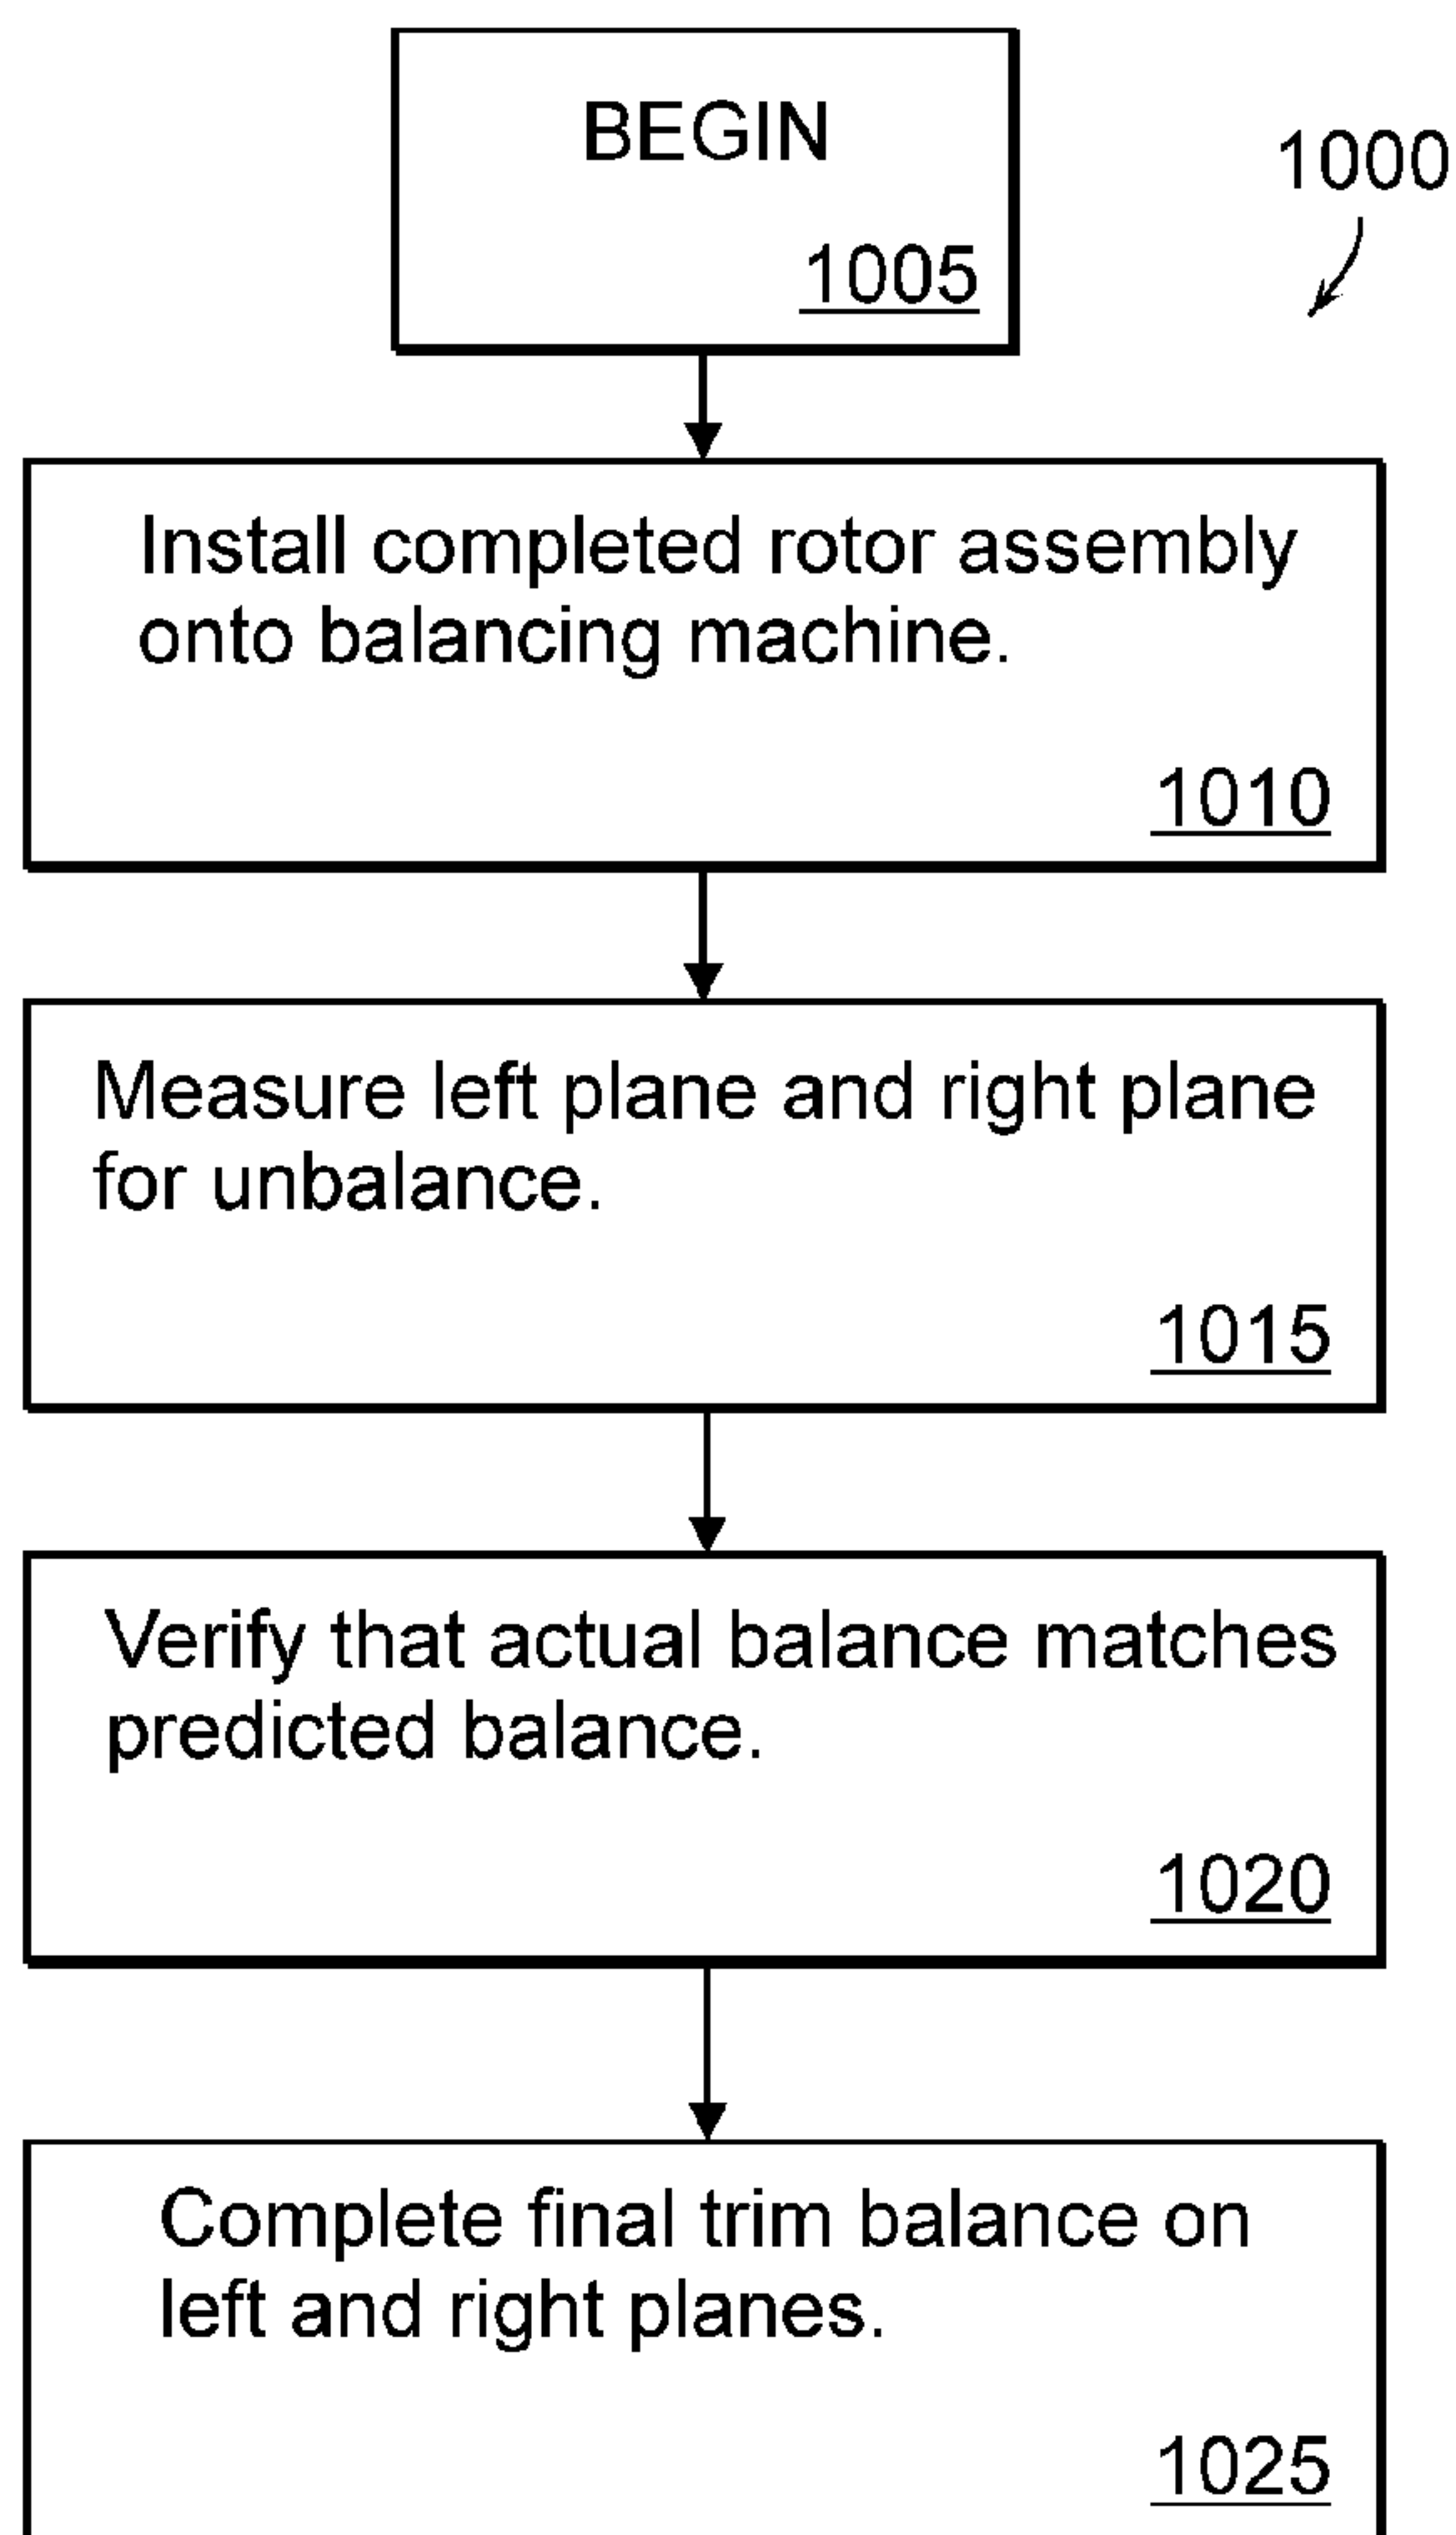 BEGIN
1005
1000
Install completed rotor assembly
onto balancing machine.
1010
Measure left plane and right plane
for unbalance.
1015
Verify that actual balance matches
predicted balance.
1020
Complete final trim balance on
left and right planes.
1025